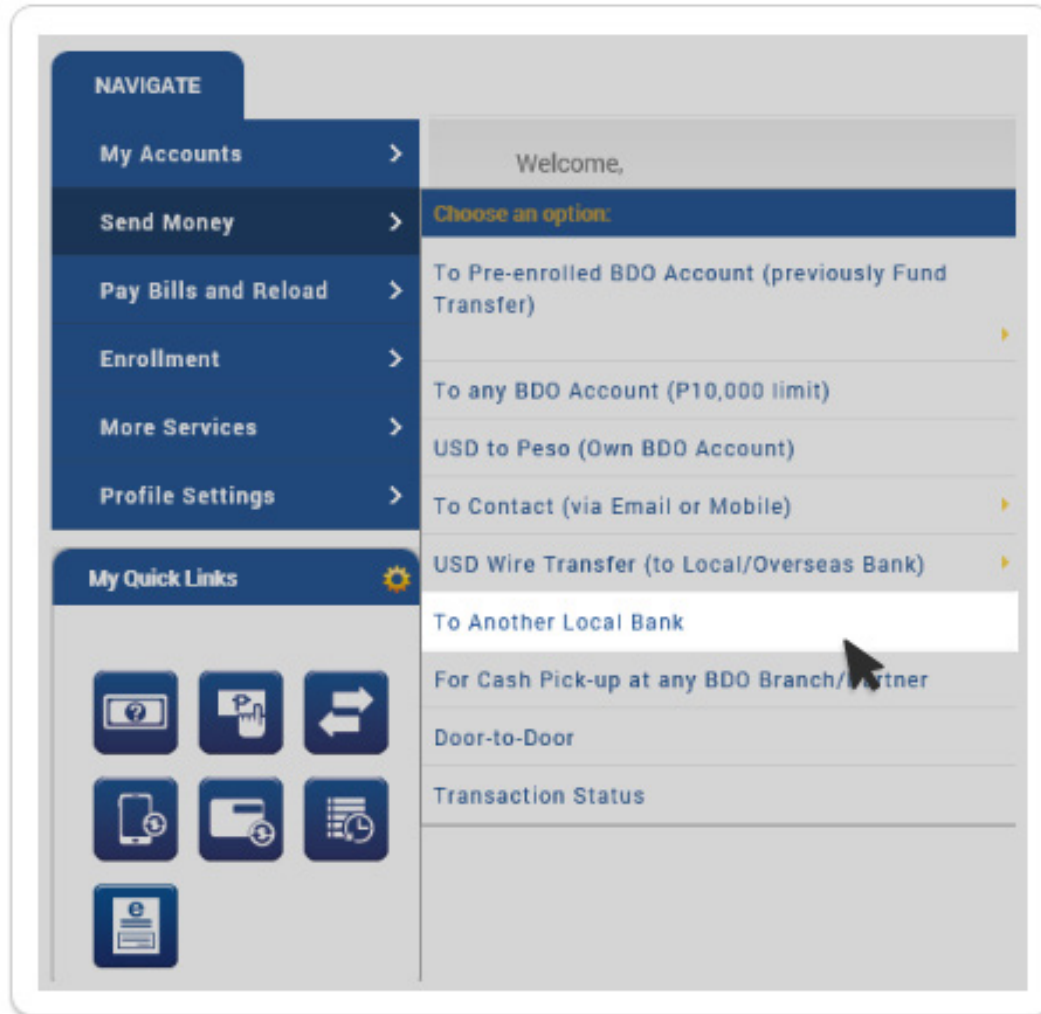 NAVIGATE
My Accounts
Send Money
Pay Bills and Reload
Enrollment
More Services
Profile Settings
My Quick Links
Welcome,
Choose an option:
To Pre-enrolled BDO Account (previously Fund
Transfer)
To any BDO Account (P10,000 limit)
USD to Peso (Own BDO Account)
To Contact (via Email or Mobile)
USD Wire Transfer (to Local/Overseas Bank)
To Another Local Bank
For Cash Pick-up at any BDO Branch/Partner
Door-to-Door
Transaction Status